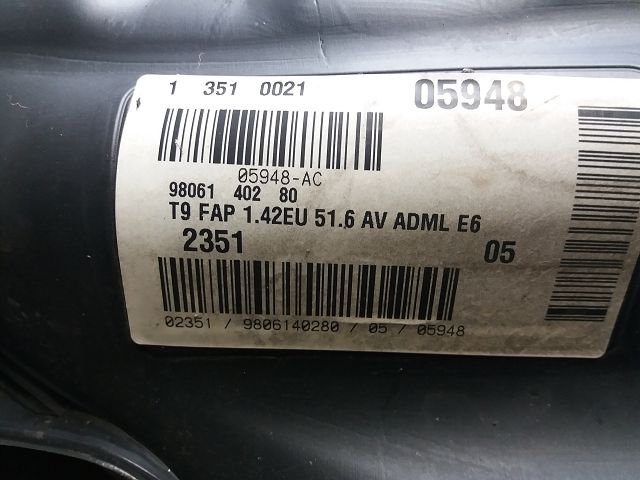 1 351 0021 05948
05948-AC
98061 402 80
T9 FAP 1.42EU 51.6 AV ADML E6
2351 05
02351 / 9806140280 / 05 / 05948